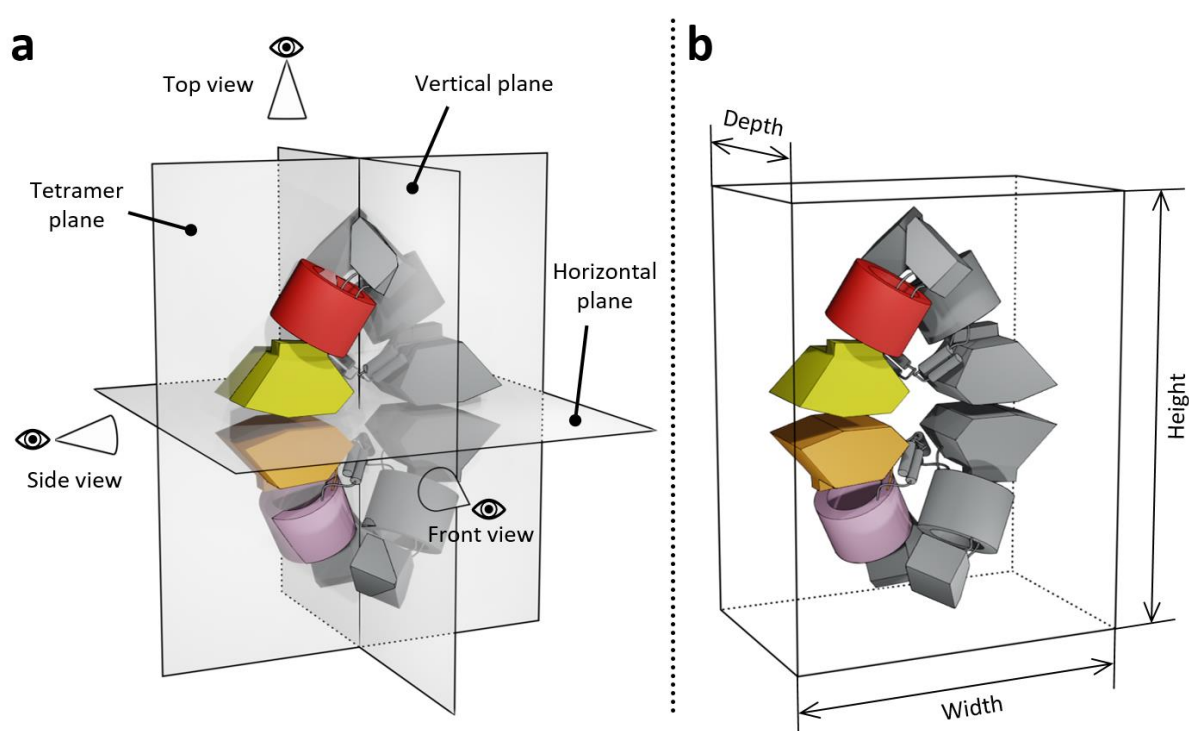 a
Top view
Vertical plane
Tetramer
plane
Horizontal
plane
Side view
Front view
b
Depth
Height
Width